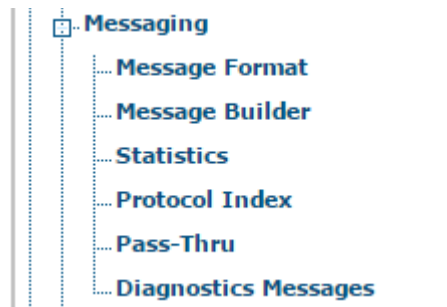 Messaging
Message Format
Message Builder
Statistics
Protocol Index
Pass-Thru
Diagnostics Messages